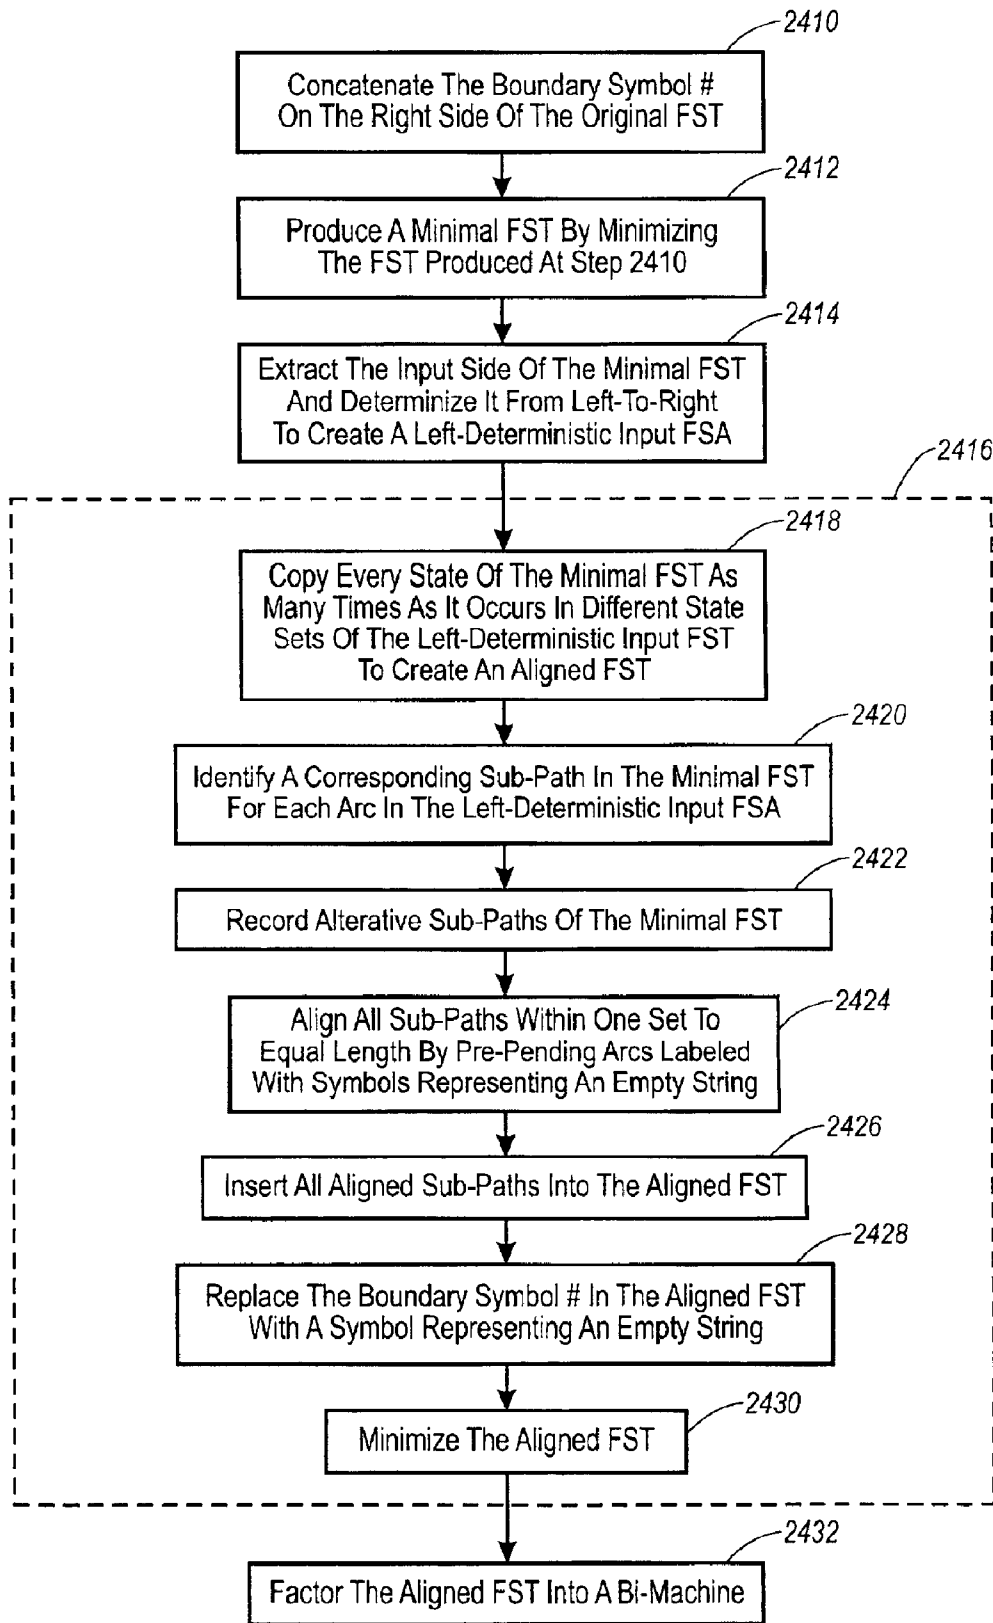 2410
Concatenate The Boundary Symbol #
On The Right Side Of The Original FST
2412
Produce A Minimal FST By Minimizing
The FST Produced At Step 2410
2414
Extract The Input Side Of The Minimal FST
And Determinize It From Left-To-Right
To Create A Left-Deterministic Input FSA
2416
2418
Copy Every State Of The Minimal FST As
Many Times As It Occurs In Different State
Sets Of The Left-Deterministic Input FST
To Create An Aligned FST
2420
Identify A Corresponding Sub-Path In The Minimal FST
For Each Arc In The Left-Deterministic Input FSA
2422
Record Alterative Sub-Paths Of The Minimal FST
2424
Align All Sub-Paths Within One Set To
Equal Length By Pre-Pending Arcs Labeled
With Symbols Representing An Empty String
2426
Insert All Aligned Sub-Paths Into The Aligned FST
2428
Replace The Boundary Symbol # In The Aligned FST
With A Symbol Representing An Empty String
2430
Minimize The Aligned FST
2432
Factor The Aligned FST Into A Bi-Machine